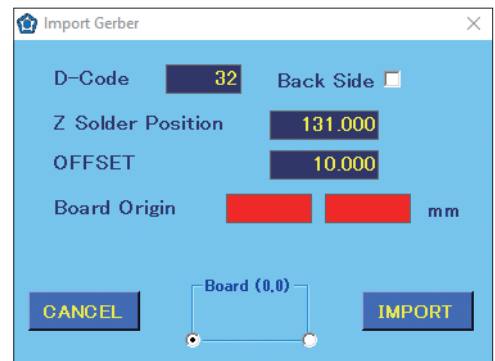 Import Gerber
D-Code 32 Back Side
Z Solder Position 131.000
OFFSET 10.000
Board Origin mm
Board (0,0)
CANCEL IMPORT